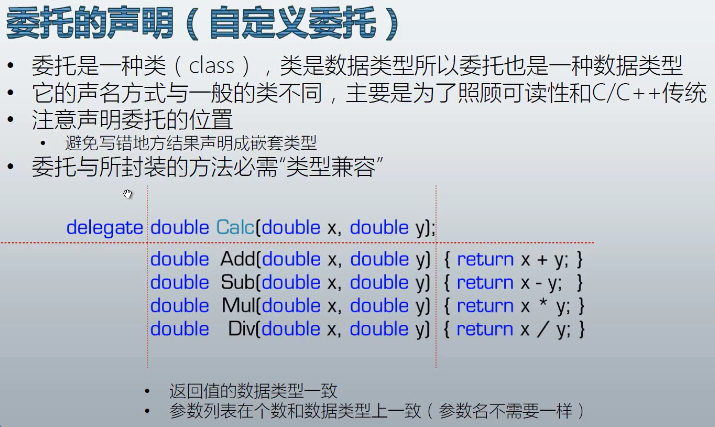 委托的声明（自定义委托）
• 委托是一种类（class），类是数据类型所以委托也是一种数据类型
• 它的声名方式与一般的类不同，主要是为了照顾可读性和C/C++传统
• 注意声明委托的位置
• 避免写错地方结果声明成嵌套类型
• 委托与所封装的方法必需“类型兼容”
delegate double Calc(double x, double y);
double Add(double x, double y) { return x + y; }
double Sub(double x, double y) { return x - y; }
double Mul(double x, double y) { return x * y; }
double Div(double x, double y) { return x / y; }
• 返回值的数据类型一致
• 参数列表在个数和数据类型上一致（参数名不需要一样）